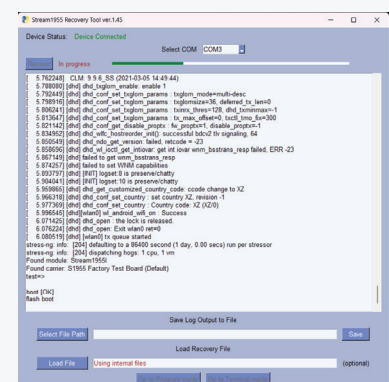 Stream1955 Recovery Tool ver.1.45
Device Status: Device Connected
Select COM COM3
In progress
[ 5.762248] CLM: 9.9.6_SS (2021-03-05 14:49:44)
[ 5.788080] [dhd] dhd_txglom_enable: enable 1
[ 5.788440] [dhd] dhd_conf_set_txglom_params : txglom_mode=multi-desc
[ 5.798916] [dhd] dhd_conf_set_txglom_params : txglomsize=36, deferred_tx_len=0
[ 5.806241] [dhd] dhd_conf_set_txglom_params : txinrx_thres=128, dhd_txminmax=-1
[ 5.813647] [dhd] dhd_conf_set_txglom_params : tx_max_offset=0, txctl_tmo_fix=300
[ 5.821142] [dhd] dhd_conf_get_disable_proptx : fw_proptx=1, disable_proptx=-1
[ 5.834952] [dhd] dhd_wlfc_hostreorder_init(): successful bdcv2 tlv signaling, 64
[ 5.850549] [dhd] dhd_ndo_get_version: failed, retcode = -23
[ 5.858696] [dhd] dhd_wl_ioctl_get_intiovar: get int iovar wnm_bsstrans_resp failed, ERR -23
[ 5.867149] [dhd] failed to get wnm_bsstrans_resp
[ 5.874257] [dhd] failed to set WNM capabilities
[ 5.893797] [dhd] [INIT] logset:0 is preserve/chatty
[ 5.904041] [dhd] [INIT] logset:10 is preserve/chatty
[ 5.959865] [dhd] dhd_get_customized_country_code: ccode change to XZ
[ 5.966318] [dhd] dhd_conf_set_country : set country XZ, revision -1
[ 5.977369] [dhd] dhd_conf_set_country : Country code: XZ (XZ/0)
[ 5.996545] [dhd][wlan0] wl_android_wifi_on : Success
[ 6.071425] [dhd] dhd_open : the lock is released.
[ 6.076224] [dhd] dhd_open : Exit wlan0 ret=0
[ 6.080519] [dhd] [wlan0] tx queue started
stress-ng: info: [204] defaulting to a 86400 second (1 day, 0.00 secs) run per stressor
stress-ng: info: [204] dispatching hogs: 1 cpu, 1 vm
Found module: Stream1955l
Found carrier: S1955 Factory Test Board (Default)
test=>
boot [OK]
flash boot
Save Log Output to File
Select File Path
Save
Load Recovery File
Load File Using internal files (optional)